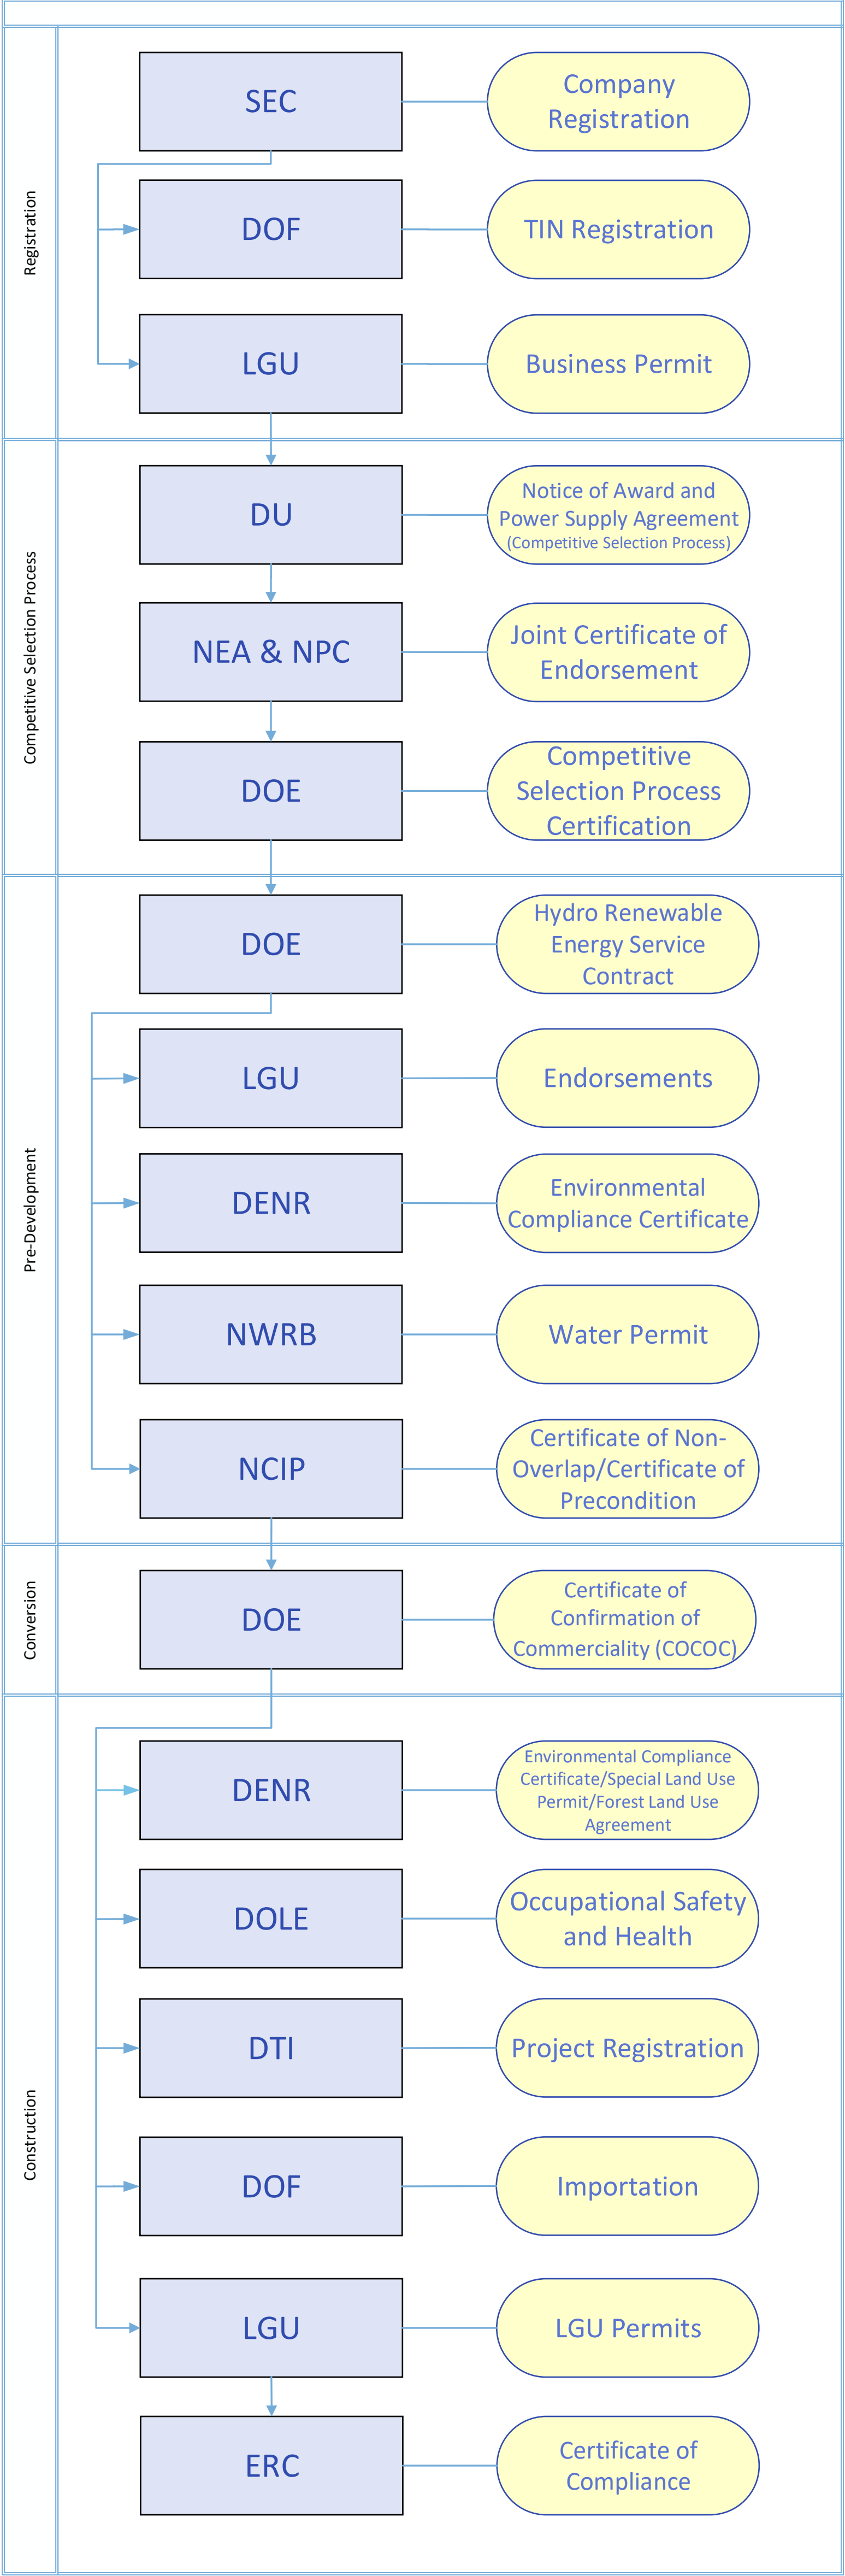 Registration
SEC
Company
Registration
DOF
TIN Registration
LGU
Business Permit
Competitive Selection Process
DU
Notice of Award and
Power Supply Agreement
(Competitive Selection Process)
NEA & NPC
Joint Certificate of
Endorsement
DOE
Competitive
Selection Process
Certification
Pre-Development
DOE
Hydro Renewable
Energy Service
Contract
LGU
Endorsements
DENR
Environmental
Compliance Certificate
NWRB
Water Permit
NCIP
Certificate of Non-
Overlap/Certificate of
Precondition
Conversion
DOE
Certificate of
Confirmation of
Commerciality (COCOC)
Construction
DENR
Environmental Compliance
Certificate/Special Land Use
Permit/Forest Land Use
Agreement
DOLE
Occupational Safety
and Health
DTI
Project Registration
DOF
Importation
LGU
LGU Permits
ERC
Certificate of
Compliance